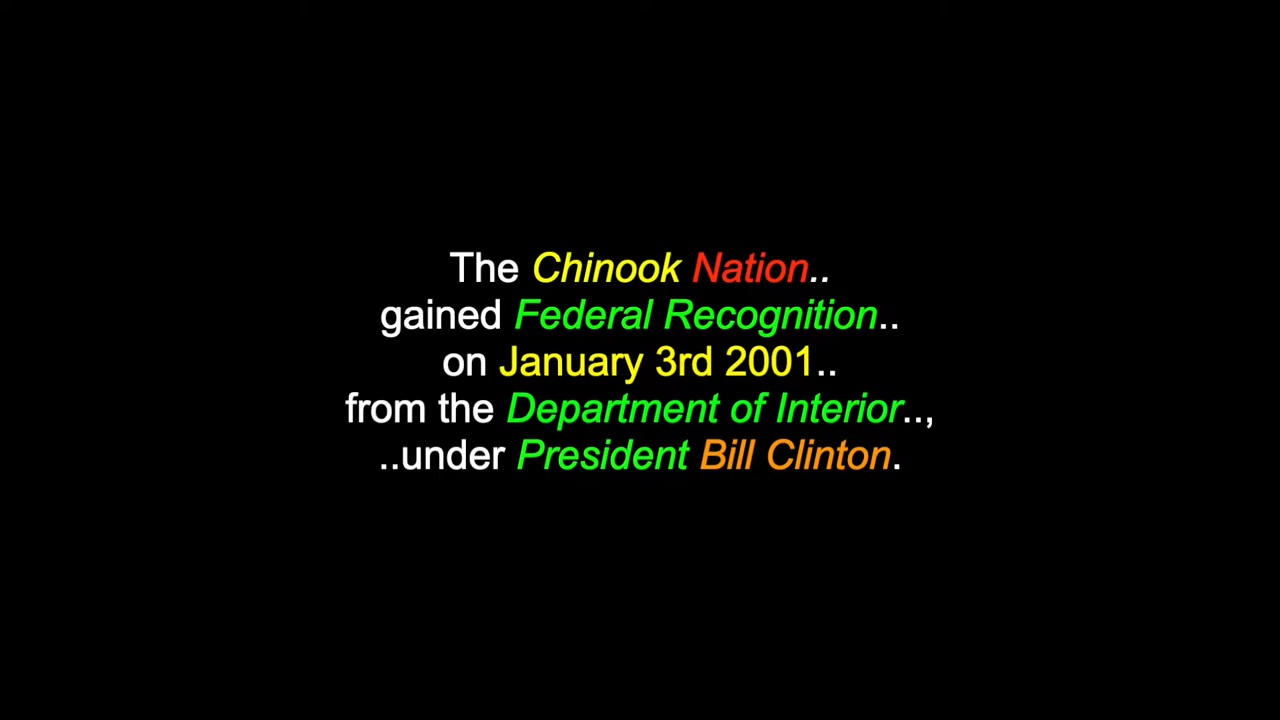 The Chinook Nation..
gained Federal Recognition..
on January 3rd 2001..
from the Department of Interior..,
..under President Bill Clinton.